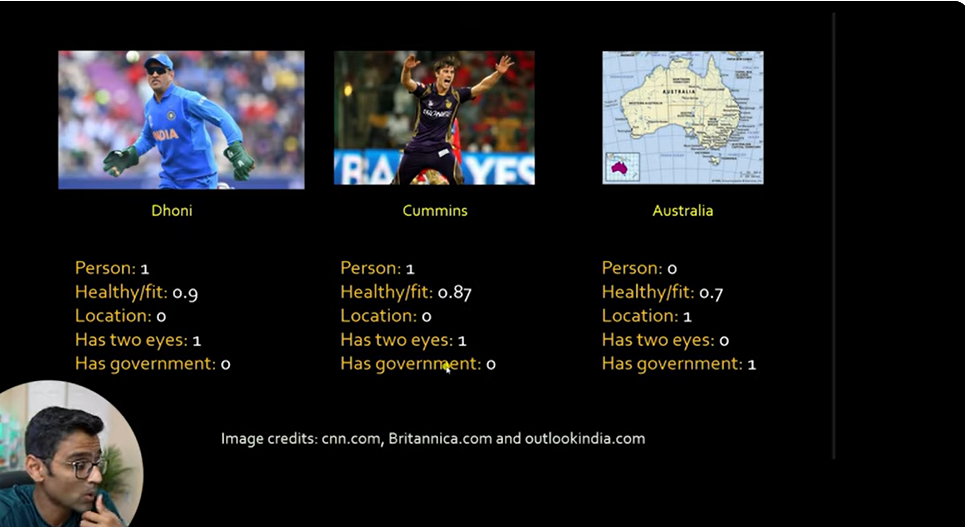 INDIA
BA YES
AUSTRALIA
Dhoni
Cummins
Australia
Person: 1
Healthy/fit: 0.9
Location: 0
Has two eyes: 1
Has government: 0
Person: 1
Healthy/fit: 0.87
Location: 0
Has two eyes: 1
Has government: 0
Person: 0
Healthy/fit: 0.7
Location: 1
Has two eyes: 0
Has government: 1
Image credits: cnn.com, Britannica.com and outlookindia.com